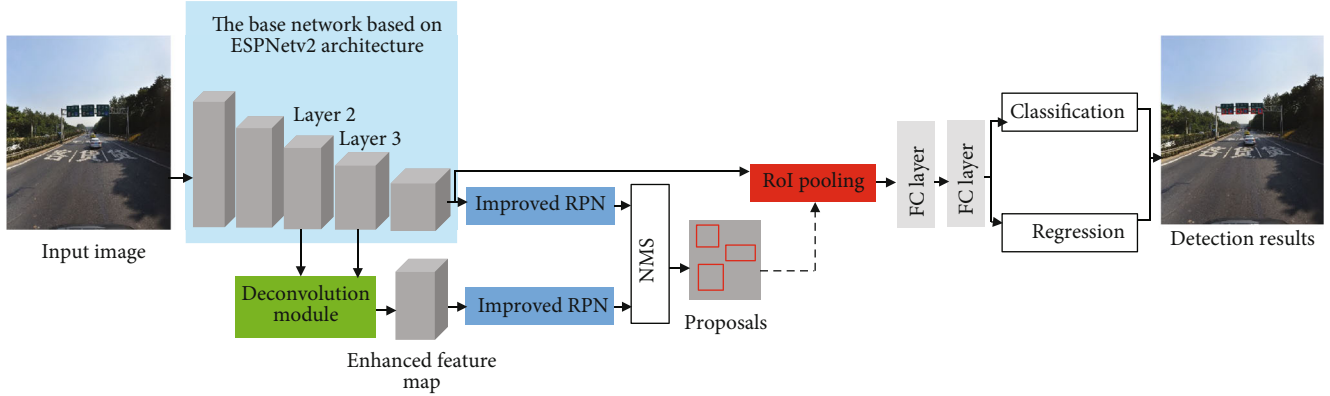 The base network based on
ESPNetv2 architecture
Layer 2
Layer 3
Input image
Improved RPN
Deconvolution
module
Enhanced feature
map
Improved RPN
NMS
Proposals
RoI pooling
FC layer
FC layer
Classification
Regression
Detection results